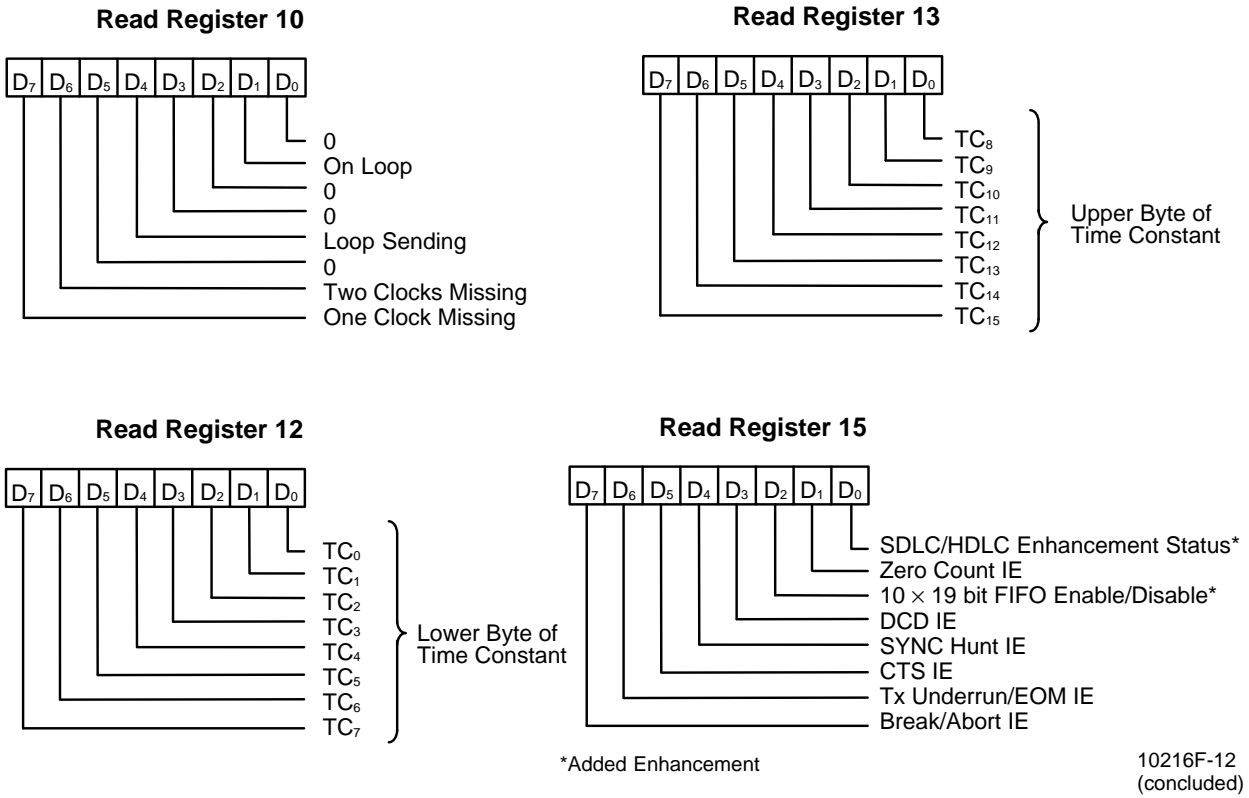 Read Register 10
D₇ D₆ D₅ D₄ D₃ D₂ D₁ D₀
0
On Loop
0
0
Loop Sending
0
Two Clocks Missing
One Clock Missing
Read Register 13
D₇ D₆ D₅ D₄ D₃ D₂ D₁ D₀
TC₈
TC₉
TC₁₀
TC₁₁
TC₁₂
TC₁₃
TC₁₄
TC₁₅
Upper Byte of
Time Constant
Read Register 12
D₇ D₆ D₅ D₄ D₃ D₂ D₁ D₀
TC₀
TC₁
TC₂
TC₃
TC₄
TC₅
TC₆
TC₇
Lower Byte of
Time Constant
Read Register 15
D₇ D₆ D₅ D₄ D₃ D₂ D₁ D₀
SDLC/HDLC Enhancement Status*
Zero Count IE
10 × 19 bit FIFO Enable/Disable*
DCD IE
SYNC Hunt IE
CTS IE
Tx Underrun/EOM IE
Break/Abort IE
*Added Enhancement
10216F-12
(concluded)